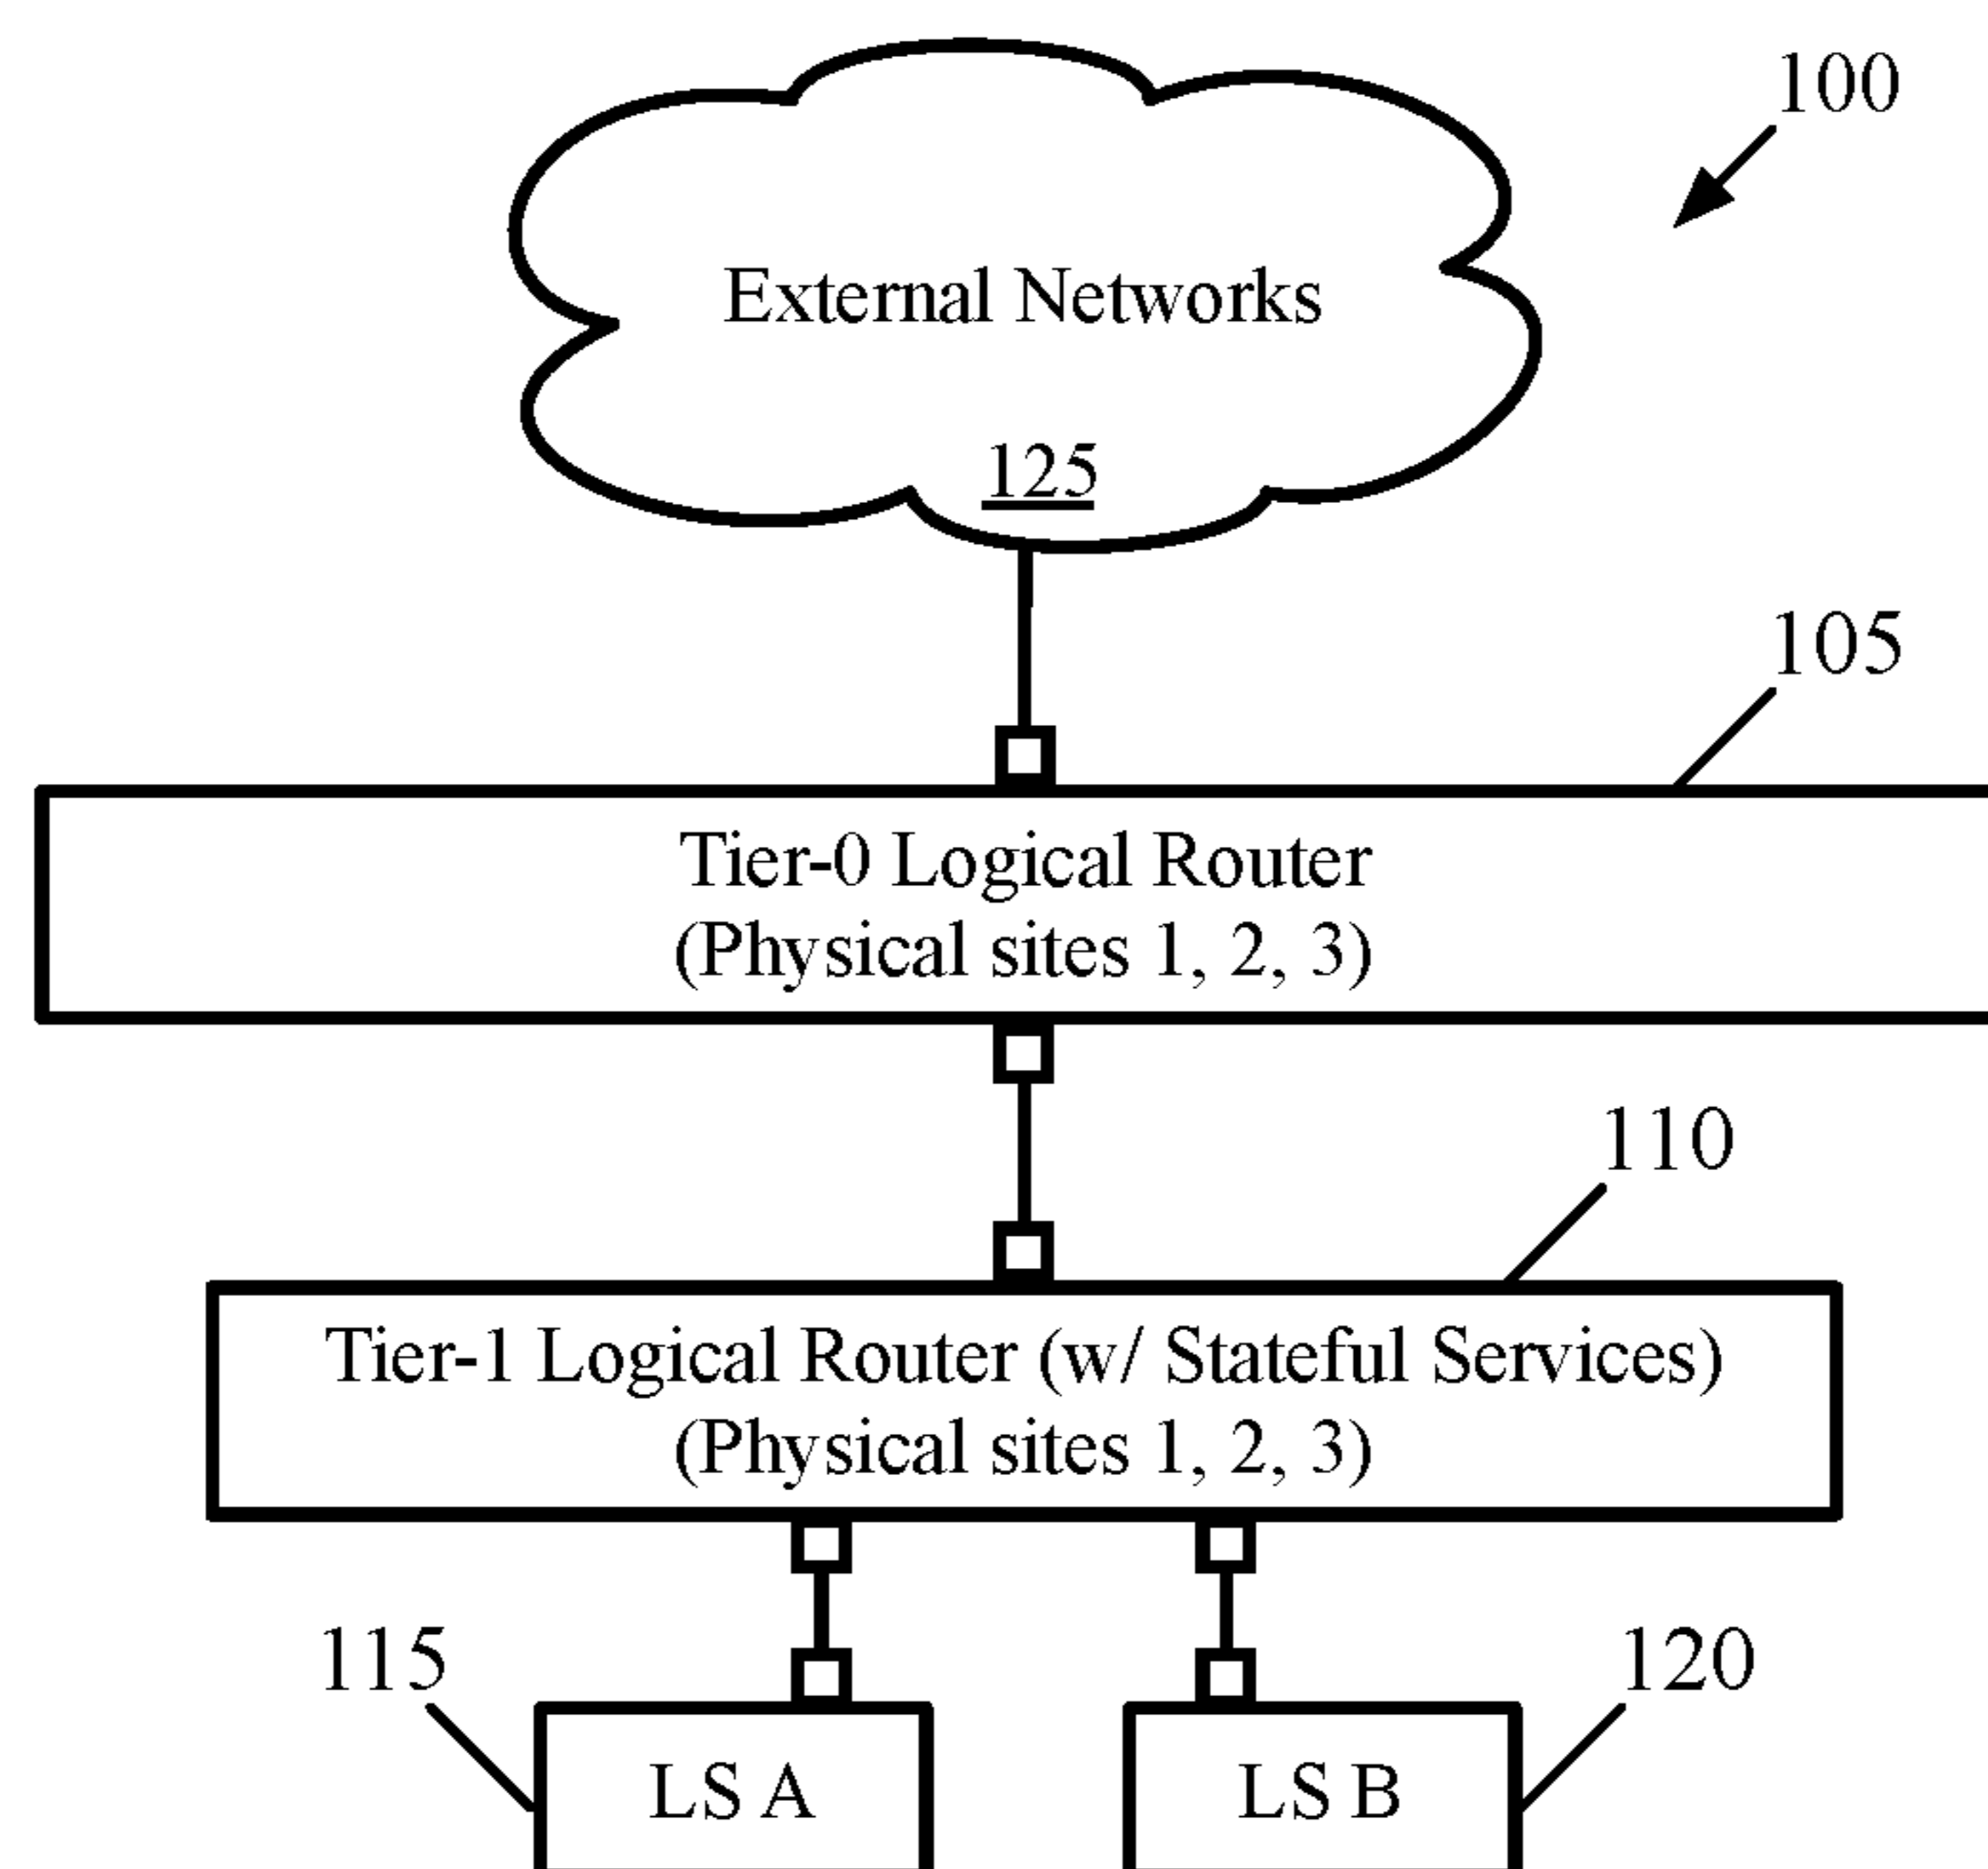 100
External Networks
125
105
Tier-0 Logical Router
(Physical sites 1, 2, 3)
110
Tier-1 Logical Router (w/ Stateful Services)
(Physical sites 1, 2, 3)
115
120
LS A
LS B